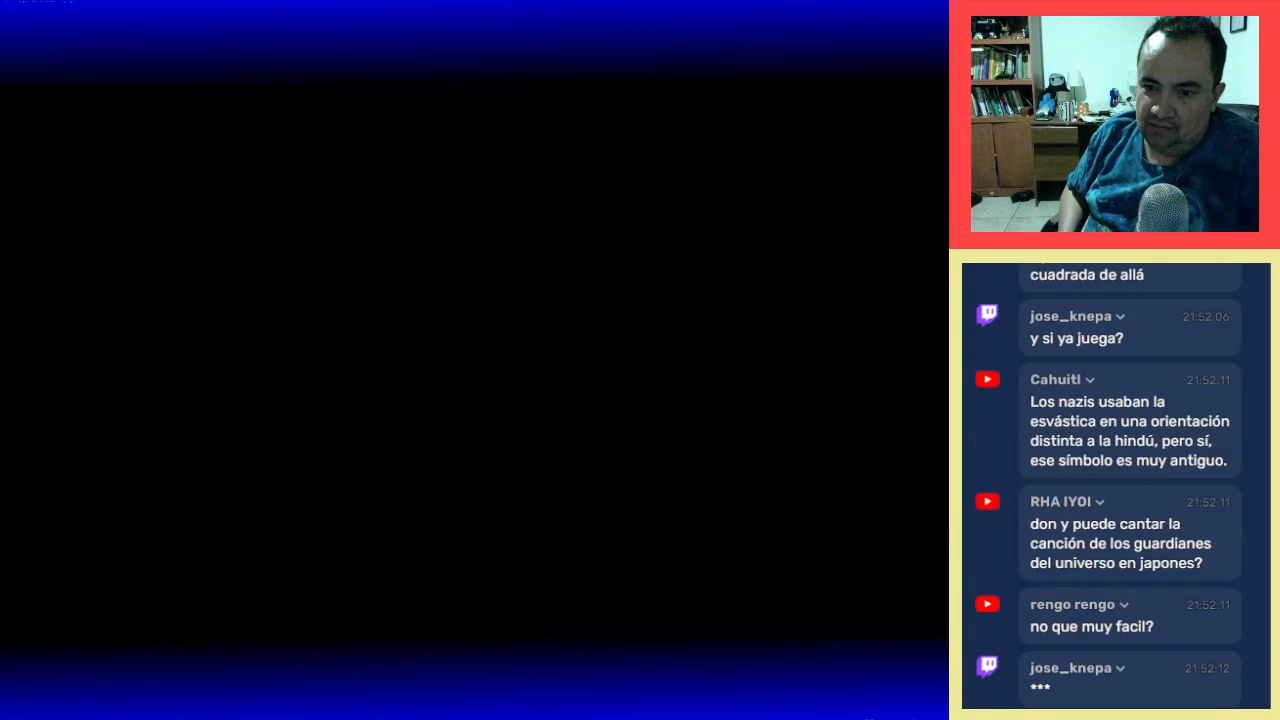 cuadrada de allá
jose_knepa 21:52:06
y si ya juega?
Cahuitl 21:52:11
Los nazis usaban la
esvástica en una orientación
distinta a la hindú, pero sí,
ese símbolo es muy antiguo.
RHA IYOI 21:52:11
don y puede cantar la
canción de los guardianes
del universo en japones?
rengo rengo 21:52:11
no que muy facil?
jose_knepa 21:52:12
***